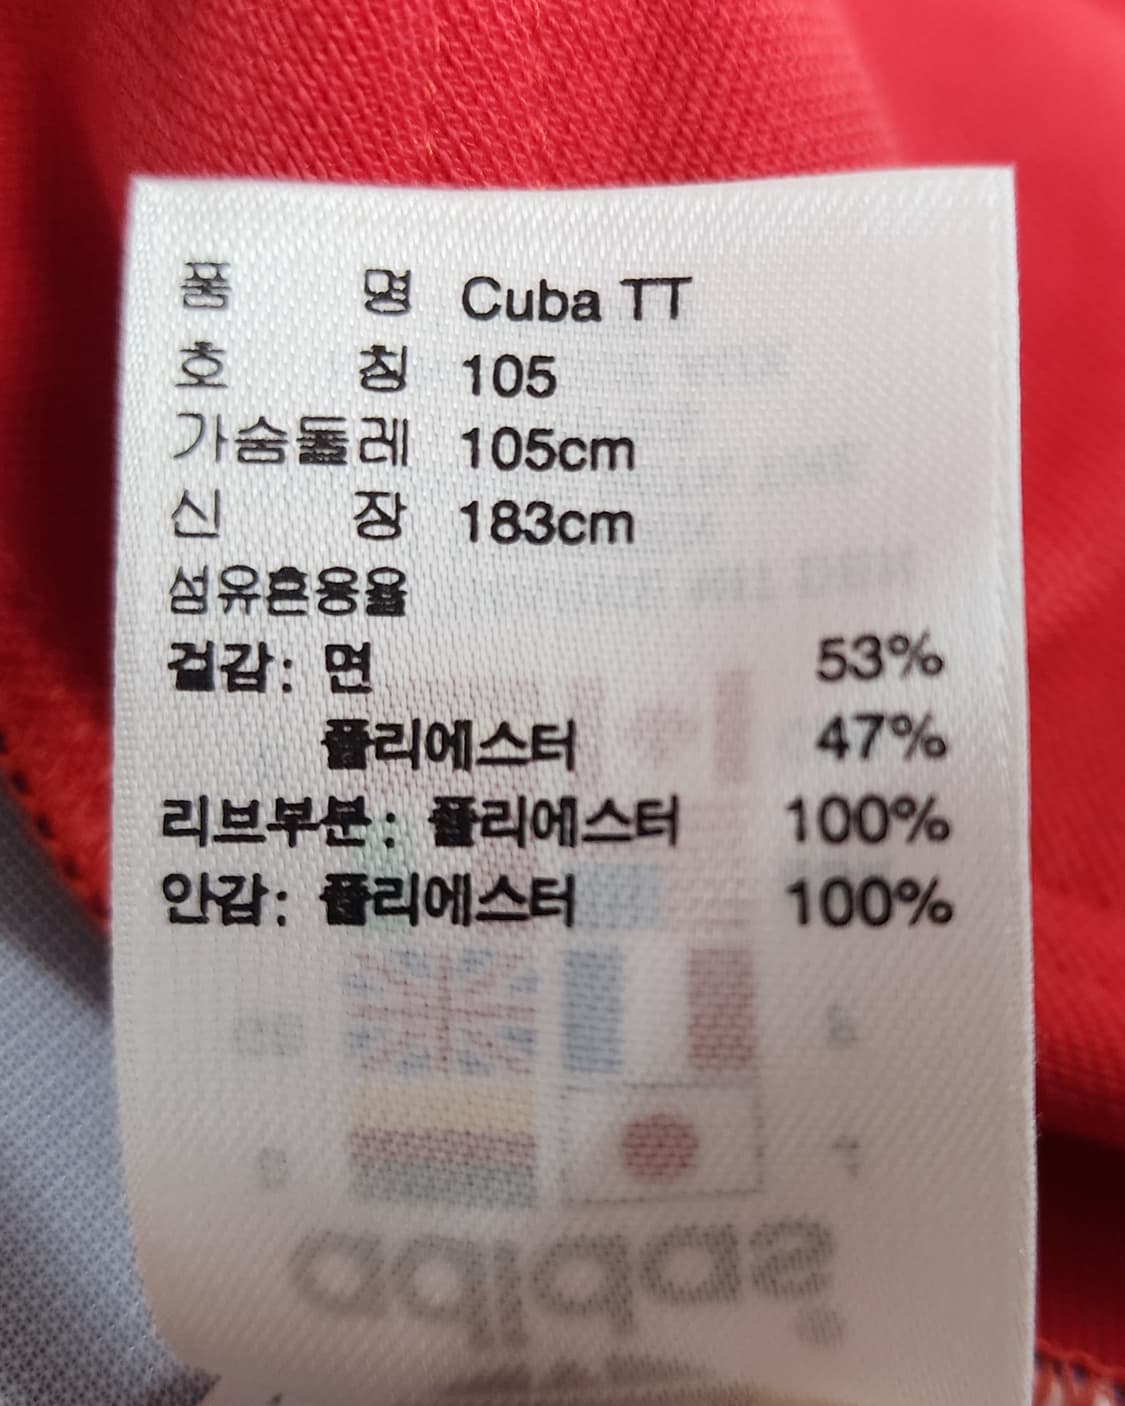 품 명 Cuba TT
호 칭 105
가슴둘레 105cm
신 장 183cm
섬유혼용율
겉감: 면 53%
폴리에스터 47%
리브부분: 폴리에스터 100%
안감: 폴리에스터 100%
adidas